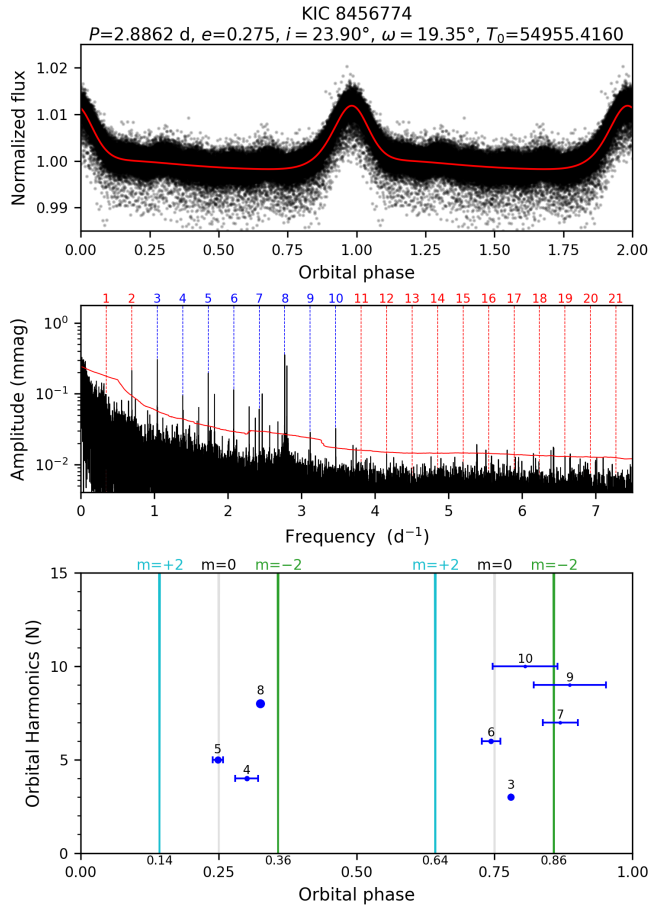 KIC 8456774
P=2.8862 d, e=0.275, i = 23.90°, ω = 19.35°, T₀=54955.4160
Normalized flux
1.02
1.01
1.00
0.99
0.00 0.25 0.50 0.75 1.00 1.25 1.50 1.75 2.00
Orbital phase
1 2 3 4 5 6 7 8 9 10 11 12 13 14 15 16 17 18 19 20 21
Amplitude (mmag)
10⁰
10⁻¹
10⁻²
0 1 2 3 4 5 6 7
Frequency (d⁻¹)
m=+2 m=0 m=−2 m=+2 m=0 m=−2
Orbital Harmonics (N)
15
10
5
0
10
9
8
7
6
5
4
3
0.14 0.36 0.64 0.86
0.00 0.25 0.50 0.75 1.00
Orbital phase